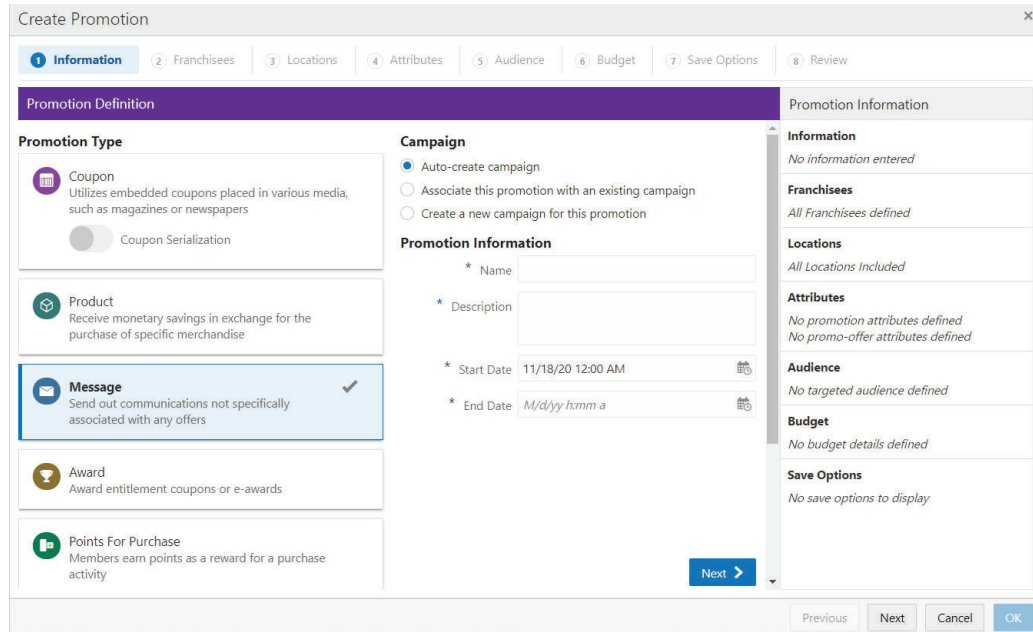 Create Promotion
1 Information
2 Franchisees
3 Locations
4 Attributes
5 Audience
6 Budget
7 Save Options
8 Review
Promotion Definition
Promotion Type
Coupon
Utilizes embedded coupons placed in various media,
such as magazines or newspapers
Coupon Serialization
Product
Receive monetary savings in exchange for the
purchase of specific merchandise
Message
Send out communications not specifically
associated with any offers
Award
Award entitlement coupons or e-awards
Points For Purchase
Members earn points as a reward for a purchase
activity
Campaign
Auto-create campaign
Associate this promotion with an existing campaign
Create a new campaign for this promotion
Promotion Information
* Name
* Description
* Start Date 11/18/20 12:00 AM
* End Date M/d/yy h:mm a
Next
Promotion Information
Information
No information entered
Franchisees
All Franchisees defined
Locations
All Locations Included
Attributes
No promotion attributes defined
No promo-offer attributes defined
Audience
No targeted audience defined
Budget
No budget details defined
Save Options
No save options to display
Previous
Next
Cancel
OK